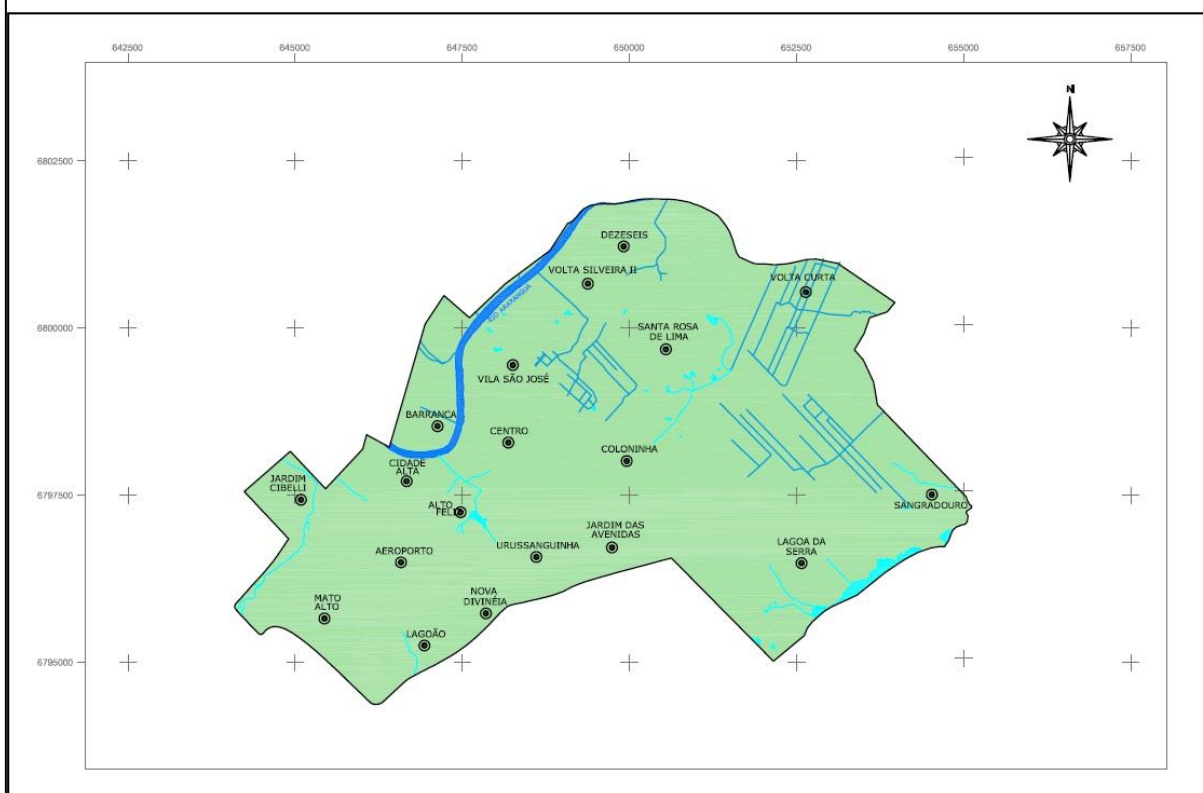 642500 645000 647500 650000 652500 655000 657500
N
6802500
DEZESEIS
VOLTA SILVEIRA II
VOLTA CURTA
RIO ARARANGUÁ
6800000
SANTA ROSA
DE LIMA
VILA SÃO JOSÉ
BARRANCA
CENTRO
COLONINHA
CIDADE
ALTA
JARDIM
CIBELLI
6797500
ALTO
FELIZ
SANGRADOURO
JARDIM DAS
AVENIDAS
URUSSANGUINHA
LAGOA DA
SERRA
AEROPORTO
NOVA
DIVINÉIA
MATO
ALTO
LAGOÃO
6795000